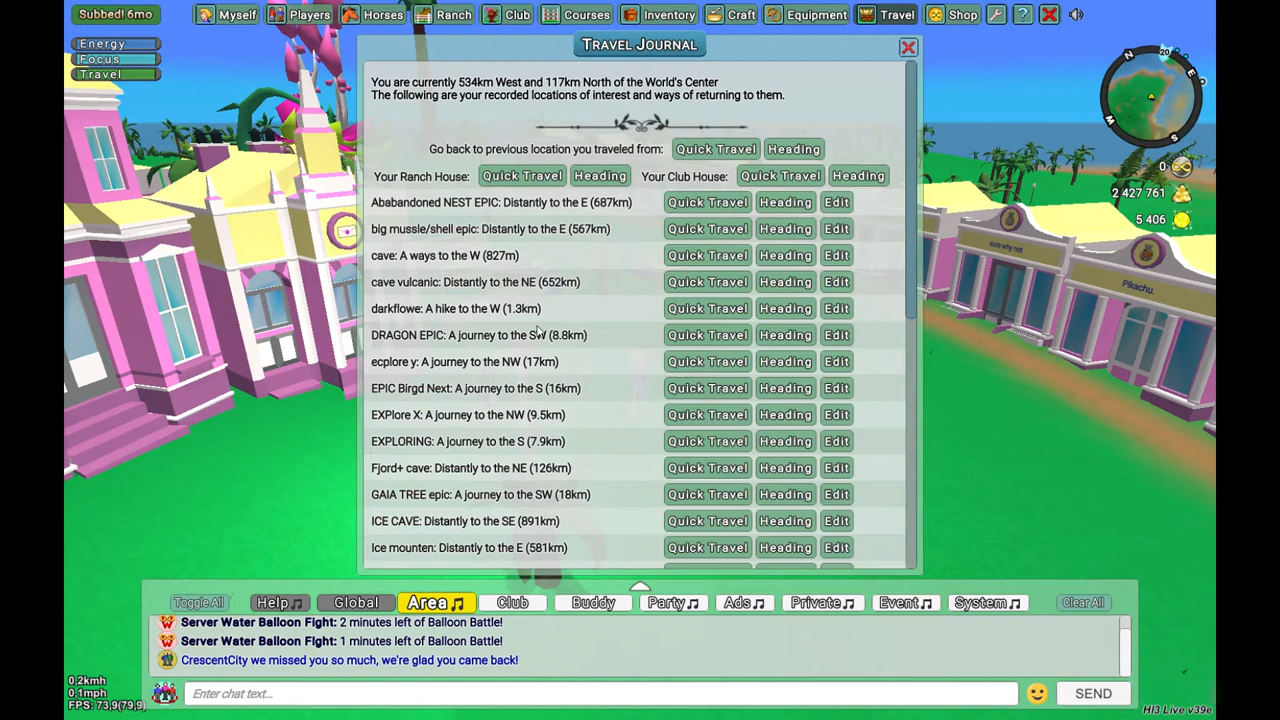 Subbed! 6mo
Myself Players Horses Ranch Club Courses Inventory Craft Equipment Travel Shop ?
Energy
Focus
Travel
TRAVEL JOURNAL
You are currently 534km West and 117km North of the World's Center
The following are your recorded locations of interest and ways of returning to them.
Go back to previous location you traveled from: Quick Travel Heading
Your Ranch House: Quick Travel Heading Your Club House: Quick Travel Heading
Ababandoned NEST EPIC: Distantly to the E (687km) Quick Travel Heading Edit
big mussle/shell epic: Distantly to the E (567km) Quick Travel Heading Edit
cave: A ways to the W (827m) Quick Travel Heading Edit
cave vulcanic: Distantly to the NE (652km) Quick Travel Heading Edit
darkflowe: A hike to the W (1.3km) Quick Travel Heading Edit
DRAGON EPIC: A journey to the SW (8.8km) Quick Travel Heading Edit
ecplore y: A journey to the NW (17km) Quick Travel Heading Edit
EPIC Birgd Next: A journey to the S (16km) Quick Travel Heading Edit
EXPlore X: A journey to the NW (9.5km) Quick Travel Heading Edit
EXPLORING: A journey to the S (7.9km) Quick Travel Heading Edit
Fjord+ cave: Distantly to the NE (126km) Quick Travel Heading Edit
GAIA TREE epic: A journey to the SW (18km) Quick Travel Heading Edit
ICE CAVE: Distantly to the SE (891km) Quick Travel Heading Edit
Ice mounten: Distantly to the E (581km) Quick Travel Heading Edit
N 20 E
W S
0
2 427 761
5 406
sure why not
Pikachu.
Toggle All Help Global Area Club Buddy Party Ads Private Event System Clear All
Server Water Balloon Fight: 2 minutes left of Balloon Battle!
Server Water Balloon Fight: 1 minutes left of Balloon Battle!
CrescentCity we missed you so much, we're glad you came back!
0,2kmh
0,1mph
FPS: 73,9(79,9)
Enter chat text...
SEND
HI3 Live v39e